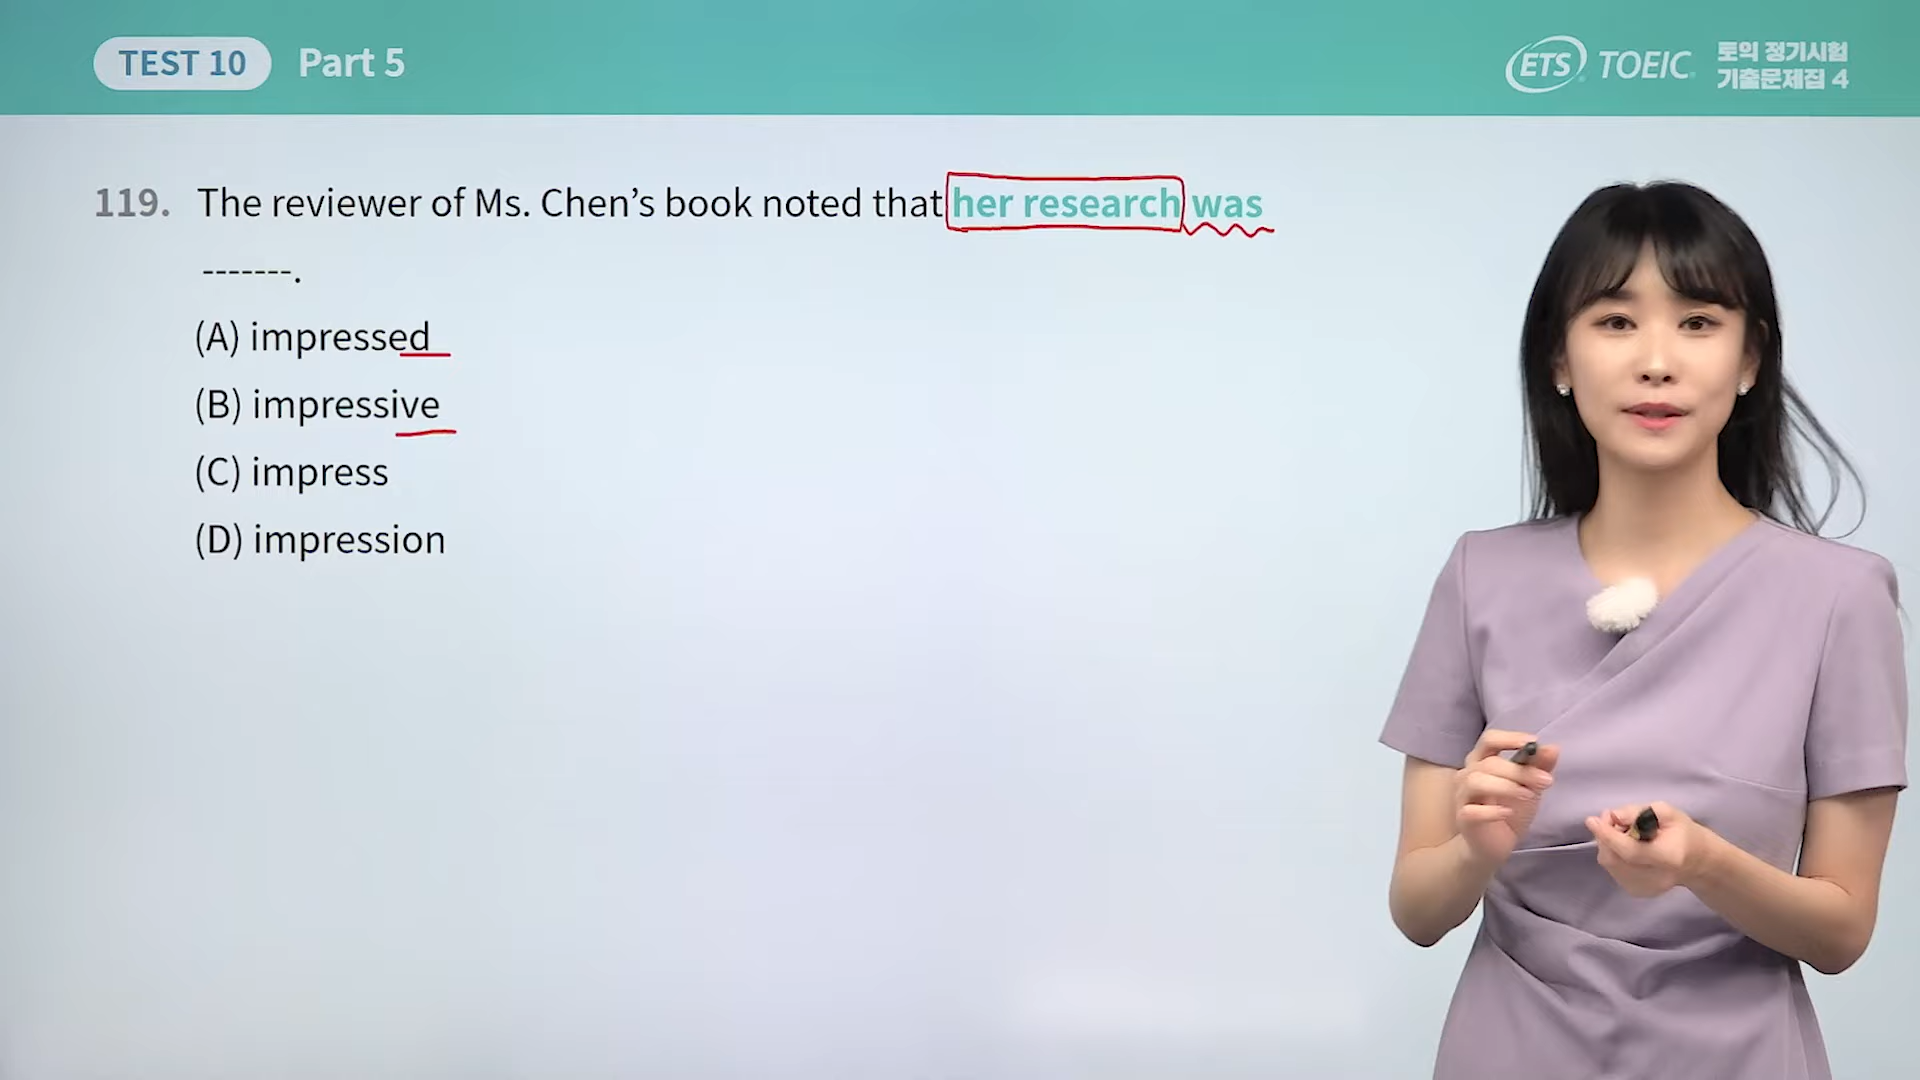 TEST 10 Part 5
ETS TOEIC 토익 정기시험
기출문제집 4
119. The reviewer of Ms. Chen’s book noted that her research was
-------.
(A) impressed
(B) impressive
(C) impress
(D) impression